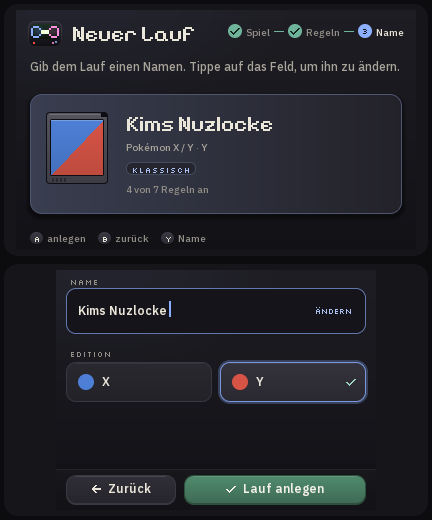 Neuer Lauf
Spiel — Regeln — 3 Name
Gib dem Lauf einen Namen. Tippe auf das Feld, um ihn zu ändern.
Kims Nuzlocke
Pokémon X / Y · Y
KLASSISCH
4 von 7 Regeln an
A anlegen B zurück Y Name
NAME
Kims Nuzlocke ÄNDERN
EDITION
X Y
← Zurück ✓ Lauf anlegen